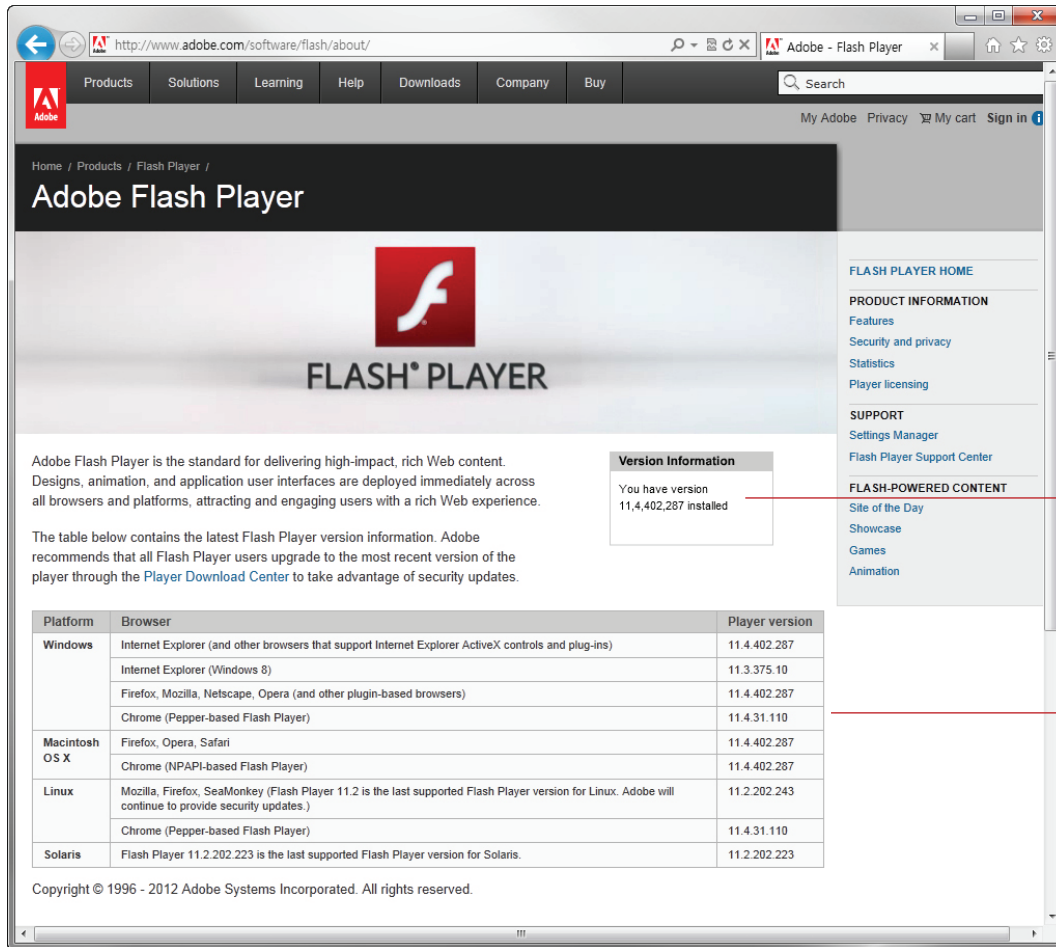 http://www.adobe.com/software/flash/about/
Adobe - Flash Player
Adobe
Products Solutions Learning Help Downloads Company Buy
Search
My Adobe Privacy My cart Sign in
Home / Products / Flash Player /
Adobe Flash Player
FLASH® PLAYER
FLASH PLAYER HOME
PRODUCT INFORMATION
Features
Security and privacy
Statistics
Player licensing
SUPPORT
Settings Manager
Flash Player Support Center
FLASH-POWERED CONTENT
Site of the Day
Showcase
Games
Animation
Adobe Flash Player is the standard for delivering high-impact, rich Web content.
Designs, animation, and application user interfaces are deployed immediately across
all browsers and platforms, attracting and engaging users with a rich Web experience.
The table below contains the latest Flash Player version information. Adobe
recommends that all Flash Player users upgrade to the most recent version of the
player through the Player Download Center to take advantage of security updates.
Version Information
You have version
11,4,402,287 installed
Platform Browser Player version
Windows Internet Explorer (and other browsers that support Internet Explorer ActiveX controls and plug-ins) 11.4.402.287
Internet Explorer (Windows 8) 11.3.375.10
Firefox, Mozilla, Netscape, Opera (and other plugin-based browsers) 11.4.402.287
Chrome (Pepper-based Flash Player) 11.4.31.110
Macintosh
OS X
Firefox, Opera, Safari 11.4.402.287
Chrome (NPAPI-based Flash Player) 11.4.402.287
Linux Mozilla, Firefox, SeaMonkey (Flash Player 11.2 is the last supported Flash Player version for Linux. Adobe will
continue to provide security updates.) 11.2.202.243
Chrome (Pepper-based Flash Player) 11.4.31.110
Solaris Flash Player 11.2.202.223 is the last supported Flash Player version for Solaris. 11.2.202.223
Copyright © 1996 - 2012 Adobe Systems Incorporated. All rights reserved.